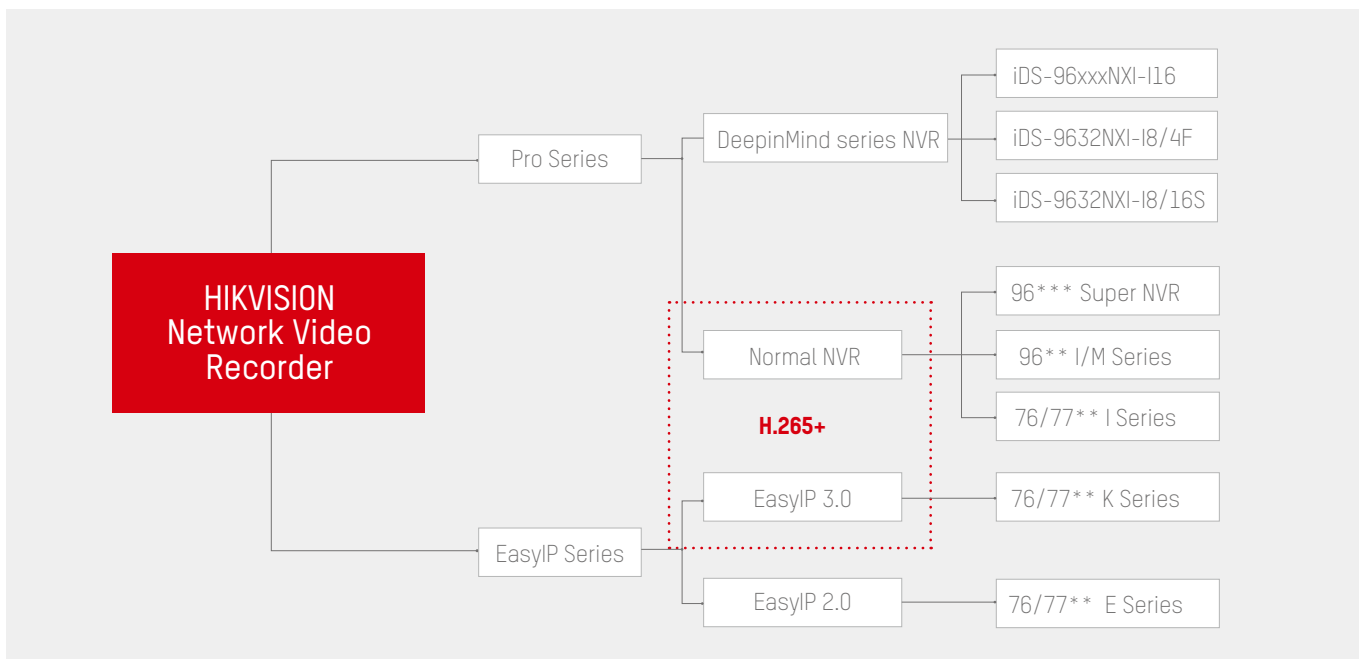 HIKVISION
Network Video
Recorder
Pro Series
EasyIP Series
DeepinMind series NVR
Normal NVR
H.265+
EasyIP 3.0
EasyIP 2.0
iDS-96xxxNXI-I16
iDS-9632NXI-I8/4F
iDS-9632NXI-I8/16S
96*** Super NVR
96** I/M Series
76/77** I Series
76/77** K Series
76/77** E Series